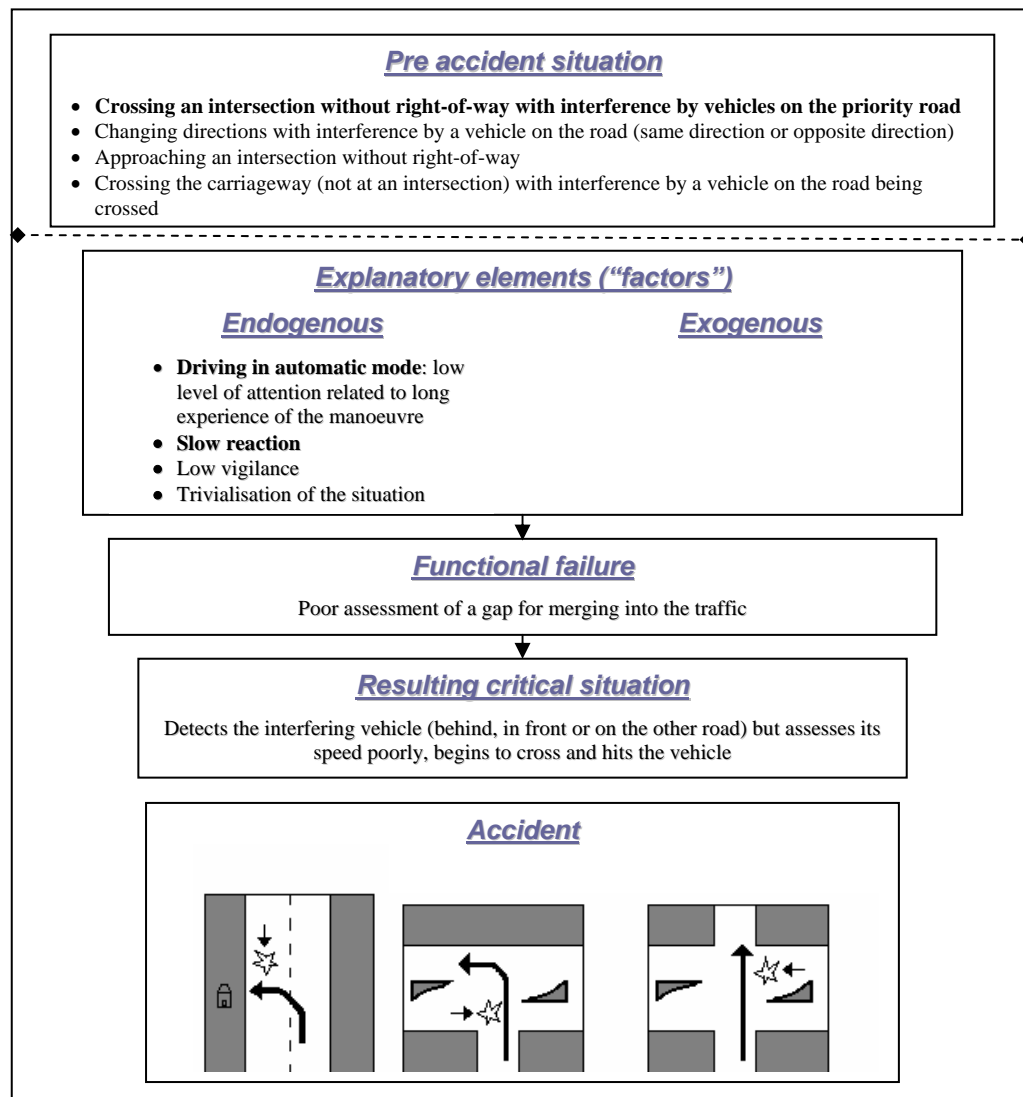 Pre accident situation
• Crossing an intersection without right-of-way with interference by vehicles on the priority road
• Changing directions with interference by a vehicle on the road (same direction or opposite direction)
• Approaching an intersection without right-of-way
• Crossing the carriageway (not at an intersection) with interference by a vehicle on the road being
crossed
Explanatory elements (“factors”)
Endogenous
• Driving in automatic mode: low
level of attention related to long
experience of the manoeuvre
• Slow reaction
• Low vigilance
• Trivialisation of the situation
Exogenous
Functional failure
Poor assessment of a gap for merging into the traffic
Resulting critical situation
Detects the interfering vehicle (behind, in front or on the other road) but assesses its
speed poorly, begins to cross and hits the vehicle
Accident